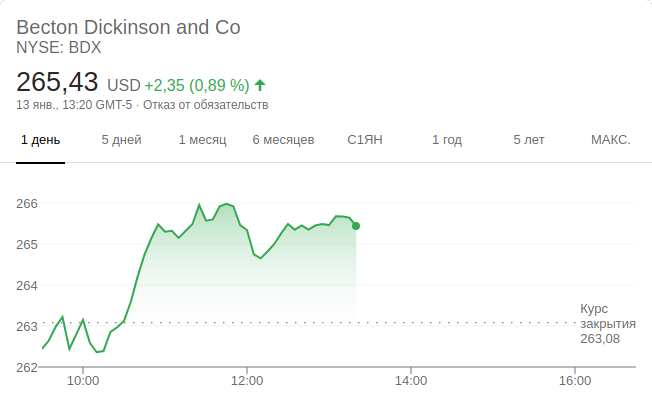 Becton Dickinson and Co
NYSE: BDX
265,43 USD +2,35 (0,89 %)
13 янв., 13:20 GMT-5 · Отказ от обязательств
1 день 5 дней 1 месяц 6 месяцев С1ЯН 1 год 5 лет МАКС.
266
265
264
263
262
Курс
закрытия
263,08
10:00 12:00 14:00 16:00